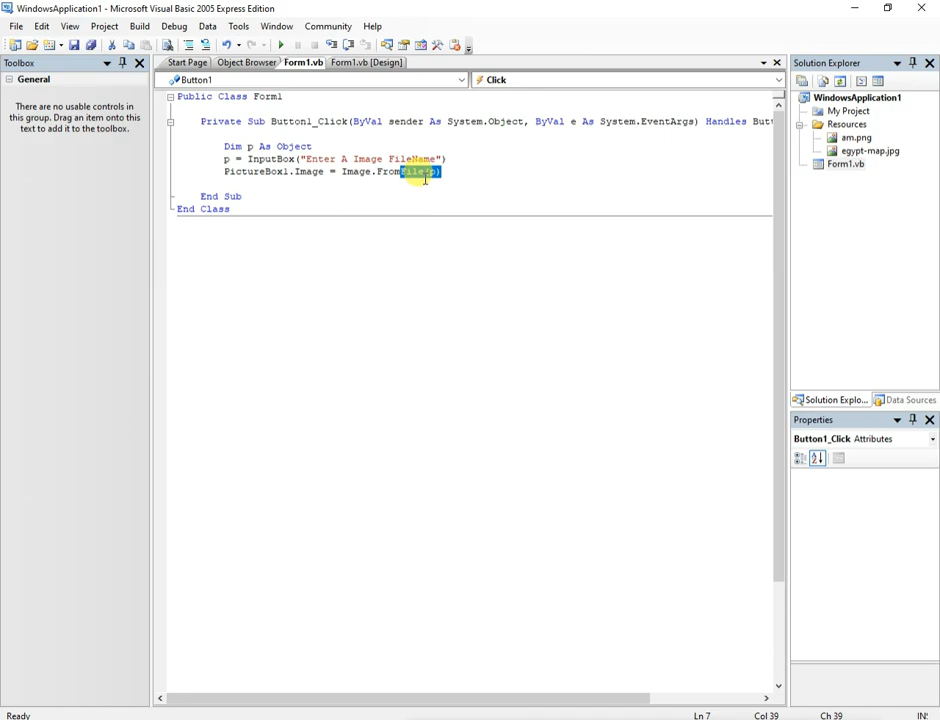 WindowsApplication1 - Microsoft Visual Basic 2005 Express Edition
File Edit View Project Build Debug Data Tools Window Community Help
Toolbox
General
There are no usable controls in
this group. Drag an item onto this
text to add it to the toolbox.
Start Page Object Browser Form1.vb Form1.vb [Design]
Button1 Click
Public Class Form1
Private Sub Button1_Click(ByVal sender As System.Object, ByVal e As System.EventArgs) Handles But
Dim p As Object
p = InputBox("Enter A Image FileName")
PictureBox1.Image = Image.FromFile(p)
End Sub
End Class
Solution Explorer
WindowsApplication1
My Project
Resources
am.png
egypt-map.jpg
Form1.vb
Solution Explo... Data Sources
Properties
Button1_Click Attributes
Ready Ln 7 Col 39 Ch 39 IN